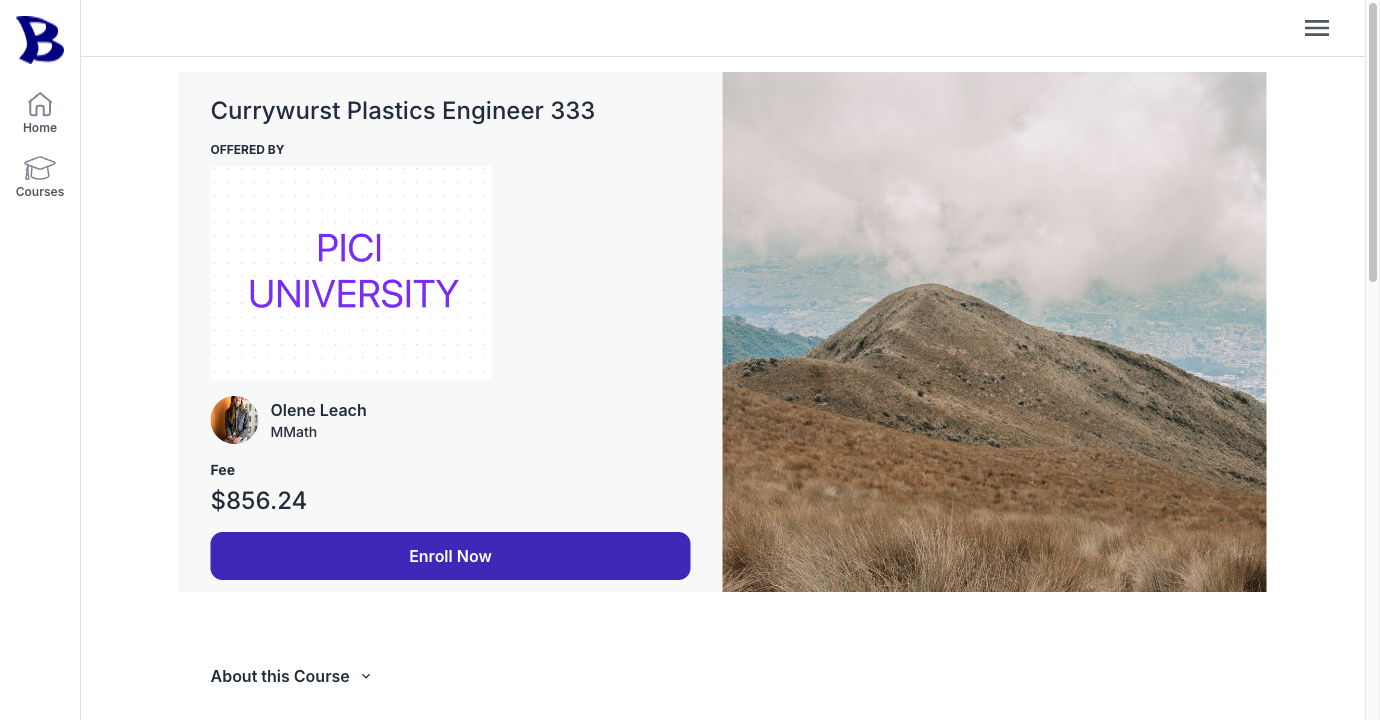 B
Home
Courses
Currywurst Plastics Engineer 333
OFFERED BY
PICI
UNIVERSITY
Olene Leach
MMath
Fee
$856.24
Enroll Now
About this Course